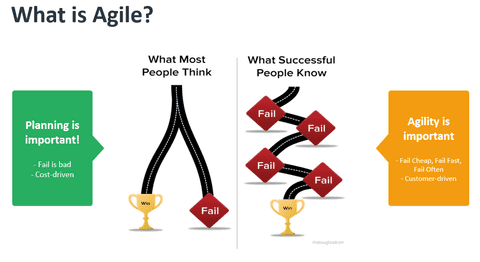 What is Agile?
What Most
People Think
What Successful
People Know
Planning is
important!
- Fail is bad
- Cost-driven
Win
Fail
Fail
Fail
Fail
Fail
Win
Agility is
important
- Fail Cheap, Fail Fast,
Fail Often
- Customer-driven